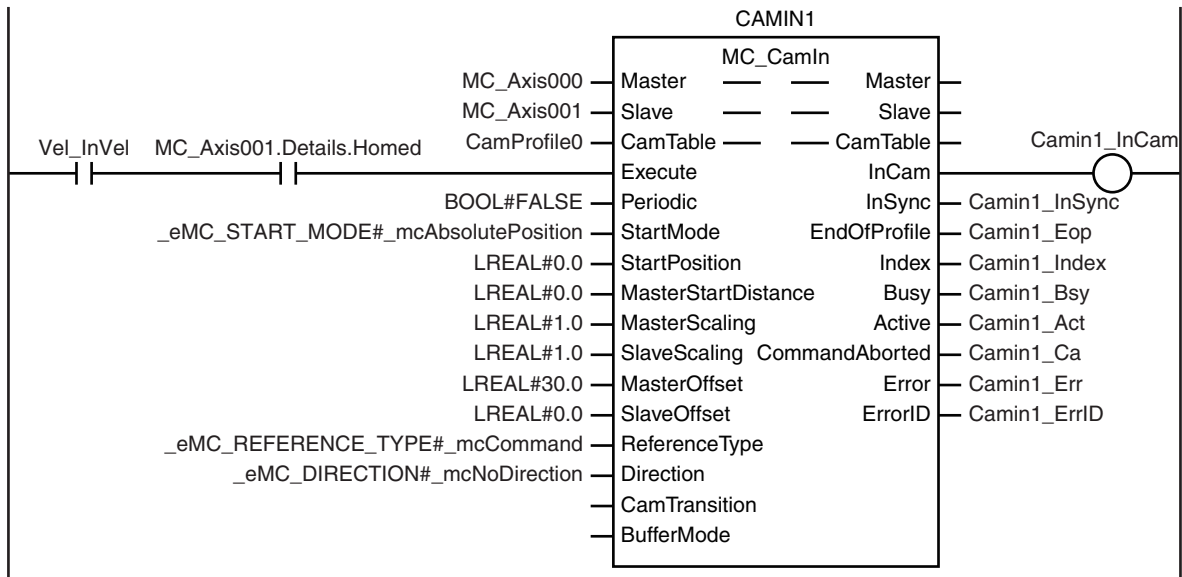 CAMIN1
MC_CamIn
MC_Axis000 Master Master
MC_Axis001 Slave Slave
CamProfile0 CamTable CamTable
Vel_InVel MC_Axis001.Details.Homed Camin1_InCam
Execute InCam
BOOL#FALSE Periodic InSync Camin1_InSync
_eMC_START_MODE#_mcAbsolutePosition StartMode EndOfProfile Camin1_Eop
LREAL#0.0 StartPosition Index Camin1_Index
LREAL#0.0 MasterStartDistance Busy Camin1_Bsy
LREAL#1.0 MasterScaling Active Camin1_Act
LREAL#1.0 SlaveScaling CommandAborted Camin1_Ca
LREAL#30.0 MasterOffset Error Camin1_Err
LREAL#0.0 SlaveOffset ErrorID Camin1_ErrID
_eMC_REFERENCE_TYPE#_mcCommand ReferenceType
_eMC_DIRECTION#_mcNoDirection Direction
CamTransition
BufferMode